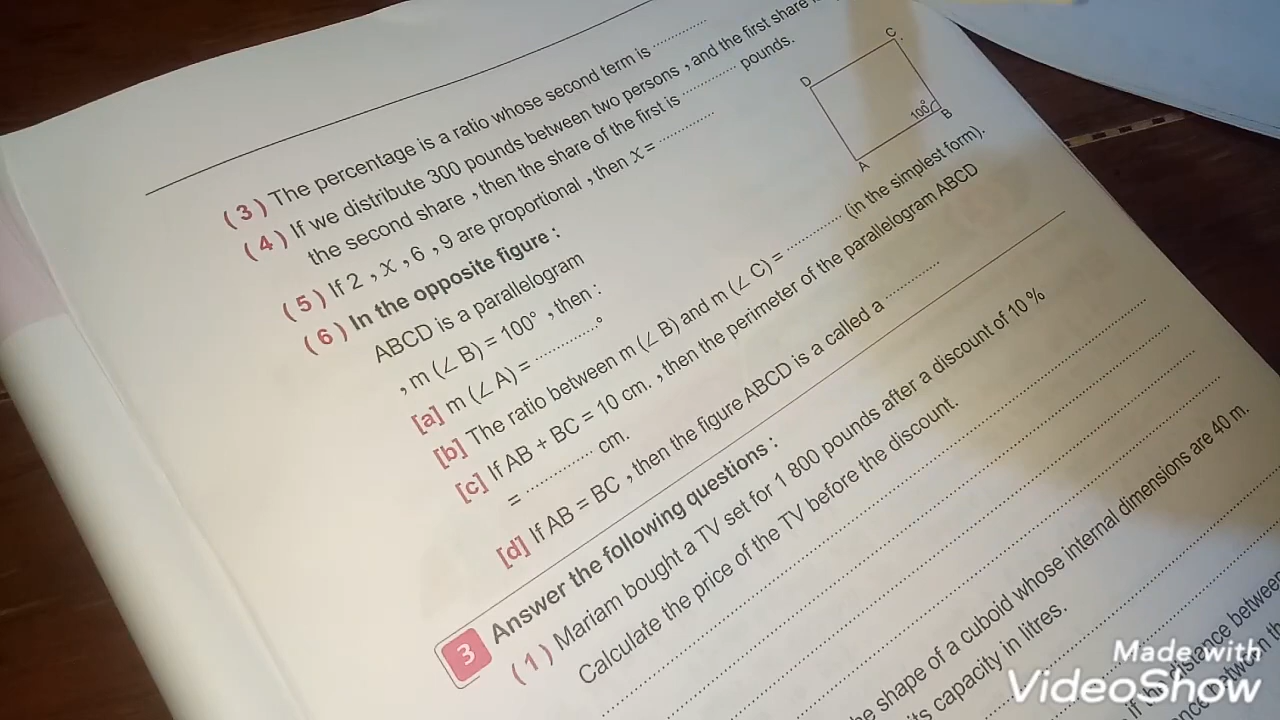 (3) The percentage is a ratio whose second term is ............
(4) If we distribute 300 pounds between two persons , and the first share
the second share , then the share of the first is ............ pounds.
(5) If 2 , x , 6 , 9 are proportional , then x = ............
(6) In the opposite figure :
ABCD is a parallelogram
, m (∠ B) = 100° , then :
[a] m (∠ A) = ............°
[b] The ratio between m (∠ B) and m (∠ C) = ............ (in the simplest form).
[c] If AB + BC = 10 cm. , then the perimeter of the parallelogram ABCD
= ............ cm.
[d] If AB = BC , then the figure ABCD is a called a ............
D
C
100°
B
A
3 Answer the following questions :
(1) Mariam bought a TV set for 1 800 pounds after a discount of 10 %
Calculate the price of the TV before the discount.
shape of a cuboid whose internal dimensions are 40 m.
capacity in litres.
distance between
Made with
VideoShow